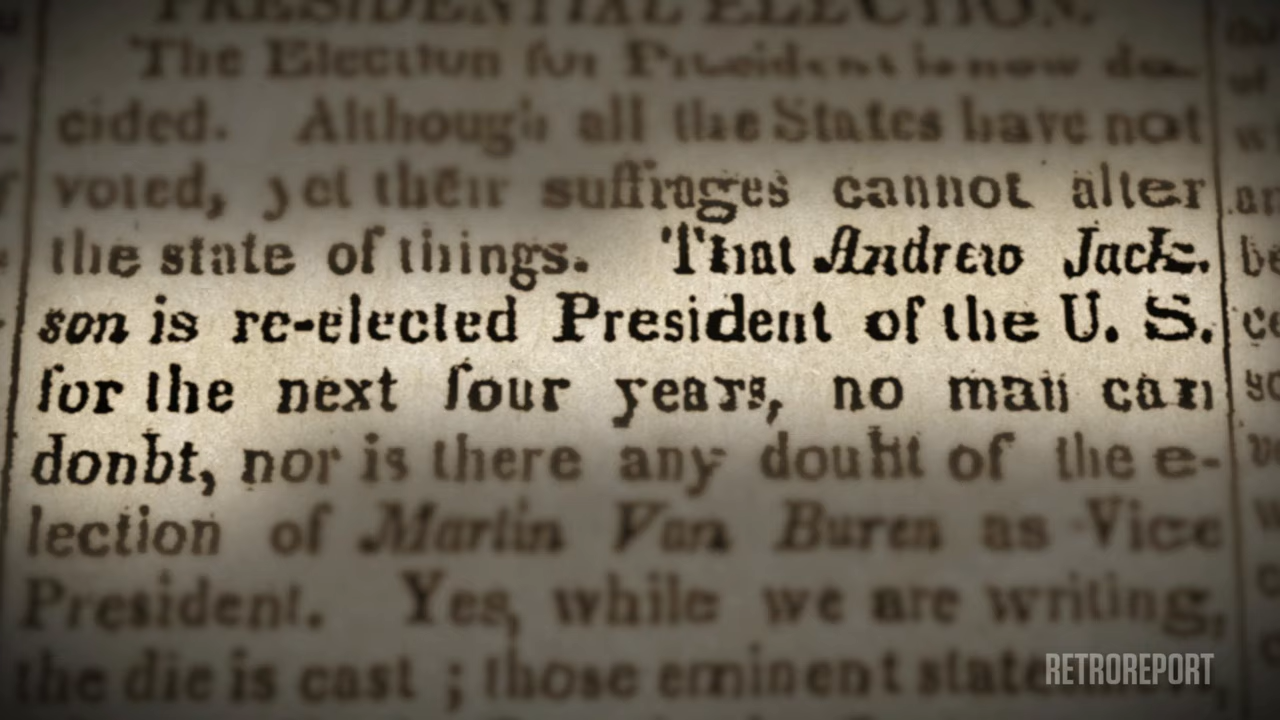 PRESIDENTIAL ELECTION.
The Election for President is now de-
cided. Although all the States have not
voted, yet their suffrages cannot alter
the state of things. That Andrew Jack-
son is re-elected President of the U. S.
for the next four years, no man can
donbt, nor is there any doubt of the e-
lection of Martin Van Buren as Vice
President. Yes, while we are writing,
the die is cast ; those eminent states
RETROREPORT